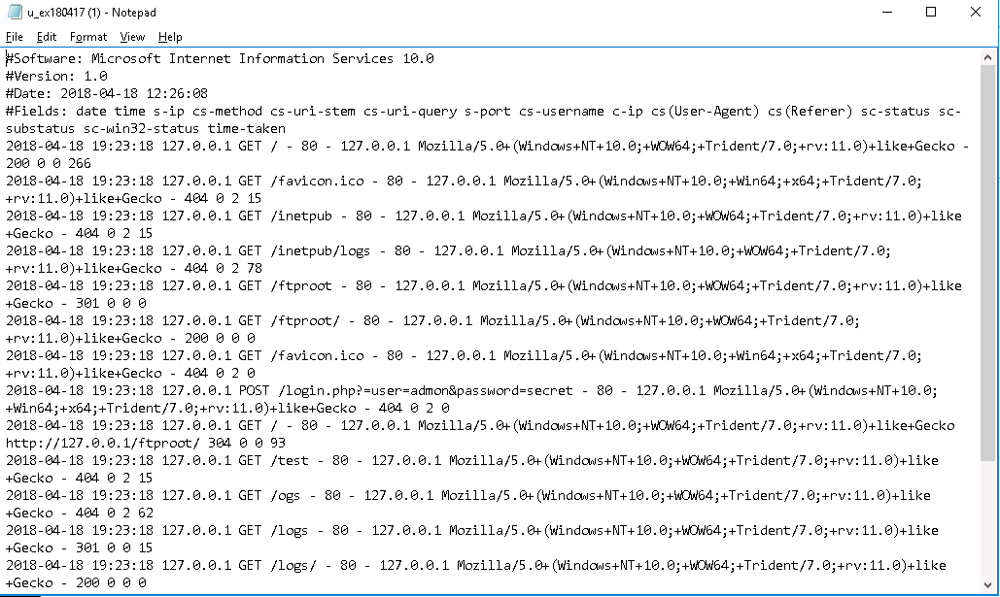 u_ex180417 (1) - Notepad
File Edit Format View Help
#Software: Microsoft Internet Information Services 10.0
#Version: 1.0
#Date: 2018-04-18 12:26:08
#Fields: date time s-ip cs-method cs-uri-stem cs-uri-query s-port cs-username c-ip cs(User-Agent) cs(Referer) sc-status sc-
substatus sc-win32-status time-taken
2018-04-18 19:23:18 127.0.0.1 GET / - 80 - 127.0.0.1 Mozilla/5.0+(Windows+NT+10.0;+WOW64;+Trident/7.0;+rv:11.0)+like+Gecko -
200 0 0 266
2018-04-18 19:23:18 127.0.0.1 GET /favicon.ico - 80 - 127.0.0.1 Mozilla/5.0+(Windows+NT+10.0;+Win64;+x64;+Trident/7.0;
+rv:11.0)+like+Gecko - 404 0 2 15
2018-04-18 19:23:18 127.0.0.1 GET /inetpub - 80 - 127.0.0.1 Mozilla/5.0+(Windows+NT+10.0;+WOW64;+Trident/7.0;+rv:11.0)+like
+Gecko - 404 0 2 15
2018-04-18 19:23:18 127.0.0.1 GET /inetpub/logs - 80 - 127.0.0.1 Mozilla/5.0+(Windows+NT+10.0;+WOW64;+Trident/7.0;
+rv:11.0)+like+Gecko - 404 0 2 78
2018-04-18 19:23:18 127.0.0.1 GET /ftproot - 80 - 127.0.0.1 Mozilla/5.0+(Windows+NT+10.0;+WOW64;+Trident/7.0;+rv:11.0)+like
+Gecko - 301 0 0 0
2018-04-18 19:23:18 127.0.0.1 GET /ftproot/ - 80 - 127.0.0.1 Mozilla/5.0+(Windows+NT+10.0;+WOW64;+Trident/7.0;
+rv:11.0)+like+Gecko - 200 0 0 0
2018-04-18 19:23:18 127.0.0.1 GET /favicon.ico - 80 - 127.0.0.1 Mozilla/5.0+(Windows+NT+10.0;+Win64;+x64;+Trident/7.0;
+rv:11.0)+like+Gecko - 404 0 2 0
2018-04-18 19:23:18 127.0.0.1 POST /login.php?=user=admon&password=secret - 80 - 127.0.0.1 Mozilla/5.0+(Windows+NT+10.0;
+Win64;+x64;+Trident/7.0;+rv:11.0)+like+Gecko - 404 0 2 0
2018-04-18 19:23:18 127.0.0.1 GET / - 80 - 127.0.0.1 Mozilla/5.0+(Windows+NT+10.0;+WOW64;+Trident/7.0;+rv:11.0)+like+Gecko
http://127.0.0.1/ftproot/ 304 0 0 93
2018-04-18 19:23:18 127.0.0.1 GET /test - 80 - 127.0.0.1 Mozilla/5.0+(Windows+NT+10.0;+WOW64;+Trident/7.0;+rv:11.0)+like
+Gecko - 404 0 2 15
2018-04-18 19:23:18 127.0.0.1 GET /ogs - 80 - 127.0.0.1 Mozilla/5.0+(Windows+NT+10.0;+WOW64;+Trident/7.0;+rv:11.0)+like
+Gecko - 404 0 2 62
2018-04-18 19:23:18 127.0.0.1 GET /logs - 80 - 127.0.0.1 Mozilla/5.0+(Windows+NT+10.0;+WOW64;+Trident/7.0;+rv:11.0)+like
+Gecko - 301 0 0 15
2018-04-18 19:23:18 127.0.0.1 GET /logs/ - 80 - 127.0.0.1 Mozilla/5.0+(Windows+NT+10.0;+WOW64;+Trident/7.0;+rv:11.0)+like
+Gecko - 200 0 0 0